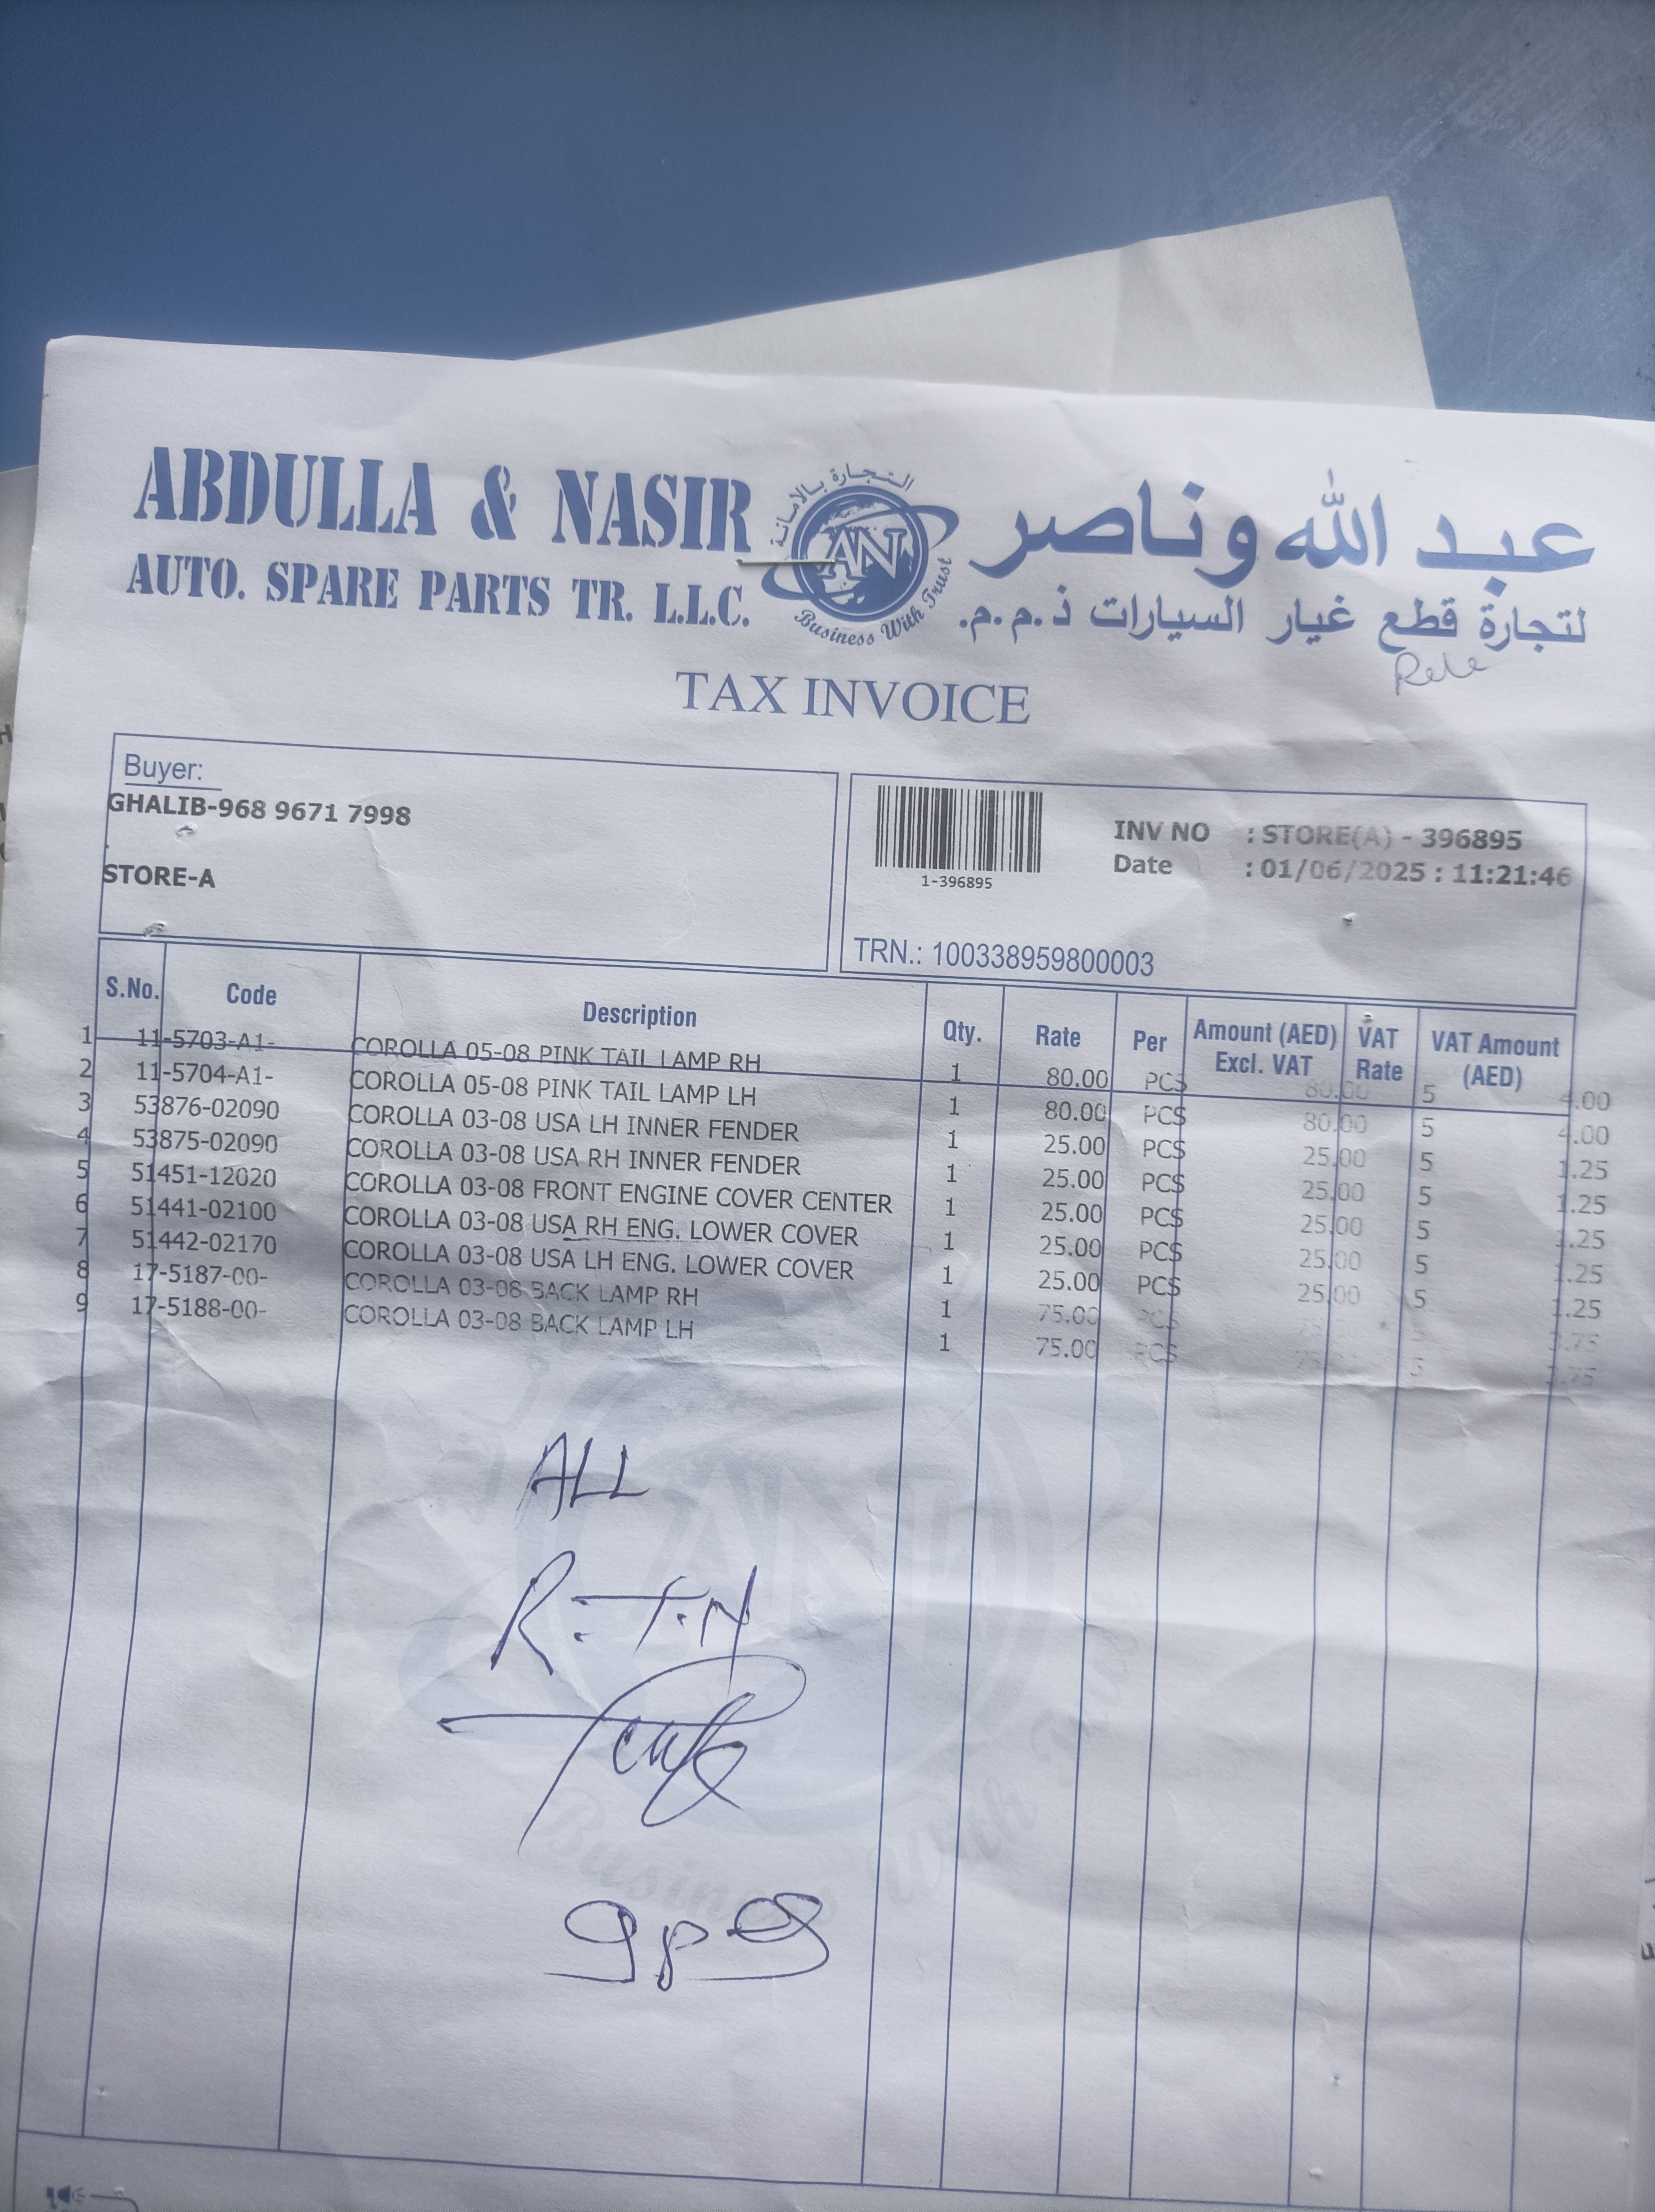 ABDULLA & NASIR
AUTO. SPARE PARTS TR. L.L.C.
التجارة بالامانة
AN
Business With Trust
عبد الله وناصر
لتجارة قطع غيار السيارات ذ.م.م.
TAX INVOICE
Buyer:
GHALIB-968 9671 7998
.
STORE-A
1-396895
INV NO : STORE(A) - 396895
Date : 01/06/2025 : 11:21:46
TRN.: 100338959800003
S.No. Code Description Qty. Rate Per Amount (AED) Excl. VAT VAT Rate VAT Amount (AED)
1 11-5703-A1- COROLLA 05-08 PINK TAIL LAMP RH 1 80.00 PCS 80.00 5 4.00
2 11-5704-A1- COROLLA 05-08 PINK TAIL LAMP LH 1 80.00 PCS 80.00 5 4.00
3 53876-02090 COROLLA 03-08 USA LH INNER FENDER 1 25.00 PCS 25.00 5 1.25
4 53875-02090 COROLLA 03-08 USA RH INNER FENDER 1 25.00 PCS 25.00 5 1.25
5 51451-12020 COROLLA 03-08 FRONT ENGINE COVER CENTER 1 25.00 PCS 25.00 5 1.25
6 51441-02100 COROLLA 03-08 USA RH ENG. LOWER COVER 1 25.00 PCS 25.00 5 1.25
7 51442-02170 COROLLA 03-08 USA LH ENG. LOWER COVER 1 25.00 PCS 25.00 5 1.25
8 17-5187-00- COROLLA 03-08 BACK LAMP RH 1 75.00 PCS 5 3.75
9 17-5188-00- COROLLA 03-08 BACK LAMP LH 1 75.00 PCS 5 3.75
ALL